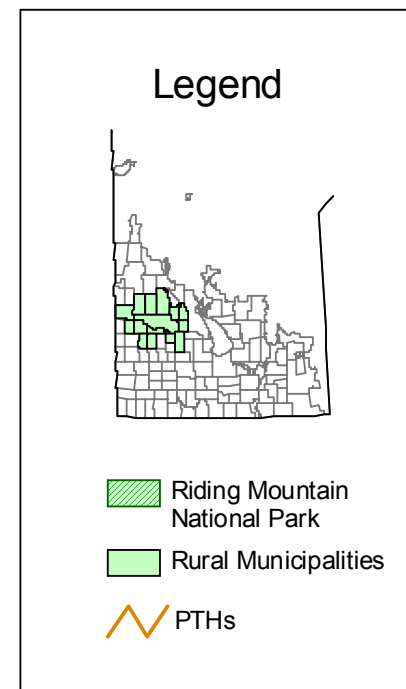 Legend
Riding Mountain
National Park
Rural Municipalities
PTHs